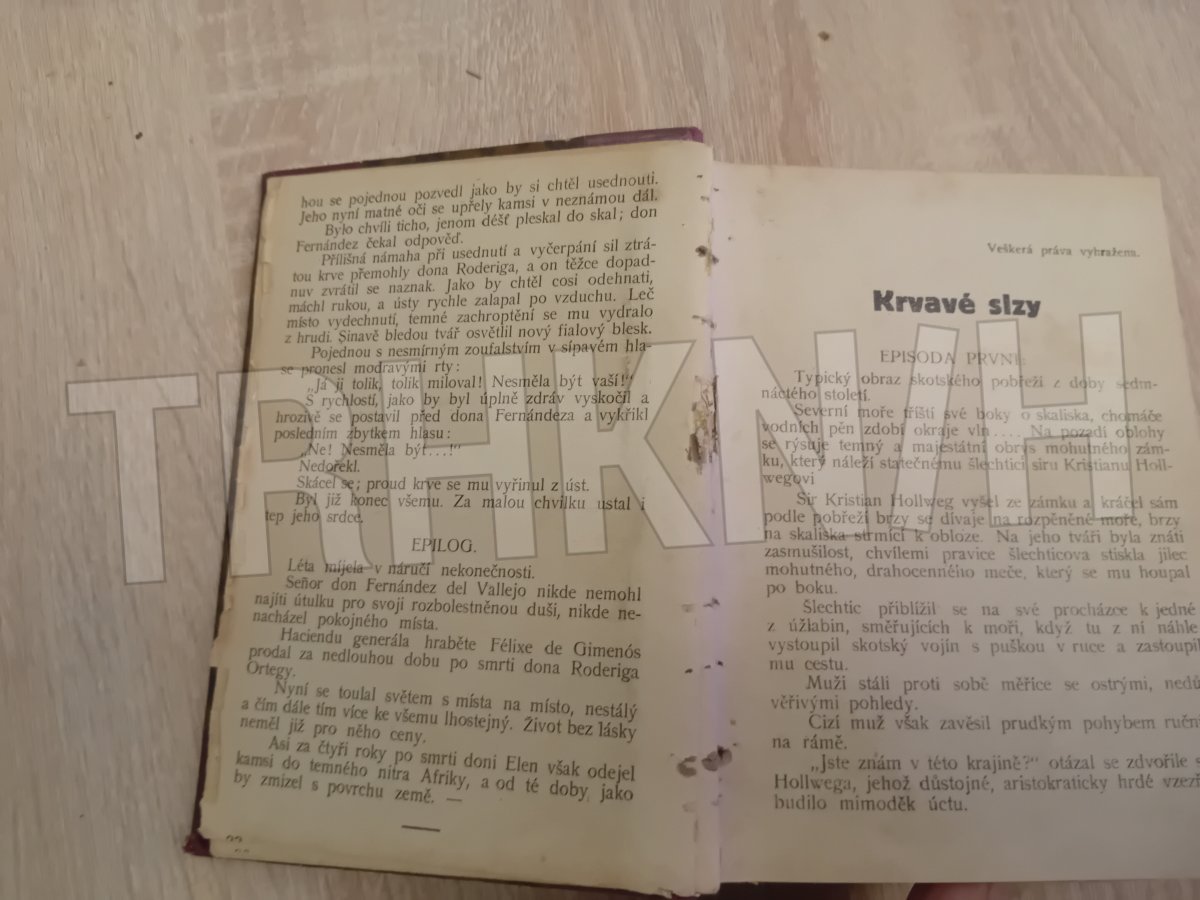 hou se pojednou pozvedl jako by si chtěl usednouti.
Jeho nyní matné oči se upřely kamsi v neznámou dál.
Bylo chvíli ticho, jenom déšť pleskal do skal; don
Fernández čekal odpověď.
Přílišná námaha při usednutí a vyčerpání sil ztrá-
tou krve přemohly dona Roderiga, a on těžce dopad-
nuv zvrátil se naznak. Jako by chtěl cosi odehnati,
máchl rukou, a ústy rychle zalapal po vzduchu. Leč
místo vydechnutí, temné zachroptění se mu vydralo
z hrudi. Sinavě bledou tvář osvětlil nový fialový blesk.
Pojednou s nesmírným zoufalstvím v sípavém hla-
se pronesl modravými rty:
„Já ji tolik, tolik miloval! Nesměla být vaší!“
S rychlostí, jako by byl úplně zdráv vyskočil a
hrozivě se postavil před dona Fernándeza a vykřikl
posledním zbytkem hlasu:
„Ne! Nesměla být...!“
Nedořekl.
Skácel se; proud krve se mu vyřinul z úst.
Byl již konec všemu. Za malou chvilku ustal i
tep jeho srdce.
EPILOG.
Léta míjela v náručí nekonečnosti.
Señor don Fernández del Vallejo nikde nemohl
najíti útulku pro svoji rozbolestněnou duši, nikde ne-
nacházel pokojného místa.
Haciendu generála hraběte Félixe de Gimenós
prodal za nedlouhou dobu po smrti dona Roderiga
Ortegy.
Nyní se toulal světem s místa na místo, nestálý
a čím dále tím více ke všemu lhostejný. Život bez lásky
neměl již pro něho ceny.
Asi za čtyři roky po smrti doni Elen však odejel
kamsi do temného nitra Afriky, a od té doby, jako
by zmizel s povrchu země. —
Veškerá práva vyhražena.
Krvavé slzy
EPISODA PRVNÍ:
Typický obraz skotského pobřeží z doby sedm-
náctého století.
Severní moře tříští své boky o skaliska, chomáče
vodních pěn zdobí okraje vln.... Na pozadí oblohy
se rýsuje temný a majestátní obrys mohutného zám-
ku, který náleží statečnému šlechtici siru Kristianu Holl-
wegovi
Sir Kristian Hollweg vyšel ze zámku a kráčel sám
podle pobřeží brzy se dívaje na rozpěněné moře, brzy
na skaliska strmící k obloze. Na jeho tváři byla znáti
zasmušilost, chvílemi pravice šlechticova stiskla jilec
mohutného, drahocenného meče, který se mu houpal
po boku.
Šlechtic přiblížil se na své procházce k jedné
z úžlabin, směřujících k moři, když tu z ní náhle
vystoupil skotský vojín s puškou v ruce a zastoupil
mu cestu.
Muži stáli proti sobě měříce se ostrými, nedů
věřivými pohledy.
Cizí muž však zavěsil prudkým pohybem ručn
na rámě.
„Jste znám v této krajině?“ otázal se zdvořile s
Hollwega, jehož důstojné, aristokraticky hrdé vzez
budilo mimoděk úctu.
TRHKNIH